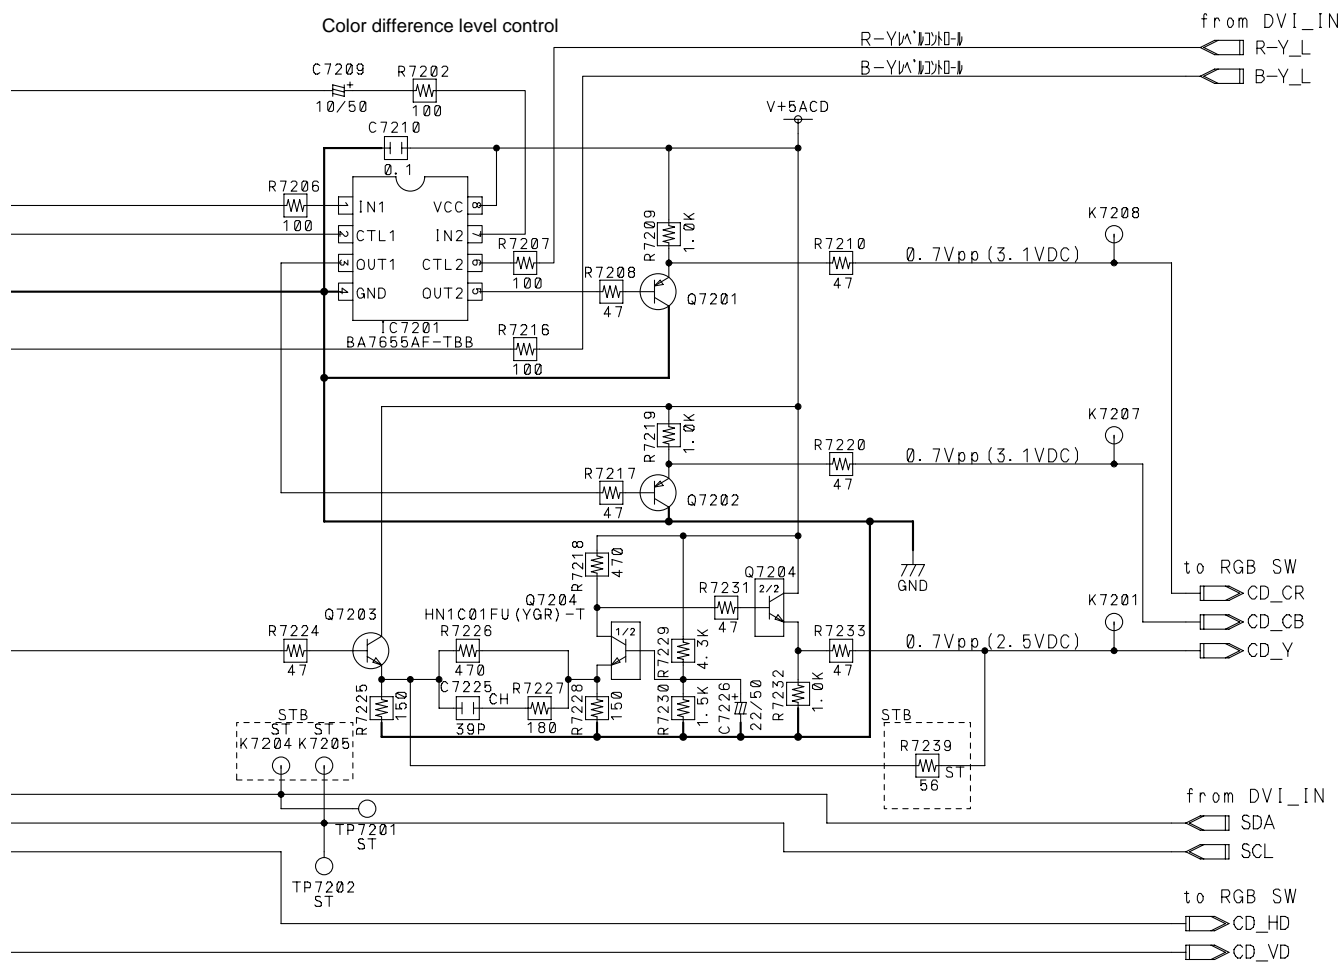 Color difference level control
from DVI_IN
R-Y_L
B-Y_L
R-Yﾚﾍﾞﾙｺﾝﾄﾛｰﾙ
B-Yﾚﾍﾞﾙｺﾝﾄﾛｰﾙ
C7209
+
10/50
R7202
100
V+5ACD
C7210
0.1
R7206
100
1 IN1
2 CTL1
3 OUT1
4 GND
VCC 8
IN2 7
CTL2 6
OUT2 5
IC7201
BA7655AF-TBB
R7207
100
R7208
47
R7209
1.0K
Q7201
R7210
47
0.7Vpp(3.1VDC)
K7208
R7216
100
R7219
1.0K
R7217
47
Q7202
R7220
47
0.7Vpp(3.1VDC)
K7207
GND
to RGB SW
CD_CR
CD_CB
CD_Y
K7201
R7218
470
Q7204
2/2
R7231
47
Q7204
HN1C01FU(YGR)-T
1/2
Q7203
R7224
47
R7226
470
R7225
150
C7225
CH
39P
R7227
180
R7228
150
R7229
4.3K
R7230
1.5K
C7226
+
22/50
R7232
1.0K
R7233
47
0.7Vpp(2.5VDC)
STB
ST ST
K7204 K7205
STB
R7239
56
ST
TP7201
ST
TP7202
ST
from DVI_IN
SDA
SCL
to RGB SW
CD_HD
CD_VD